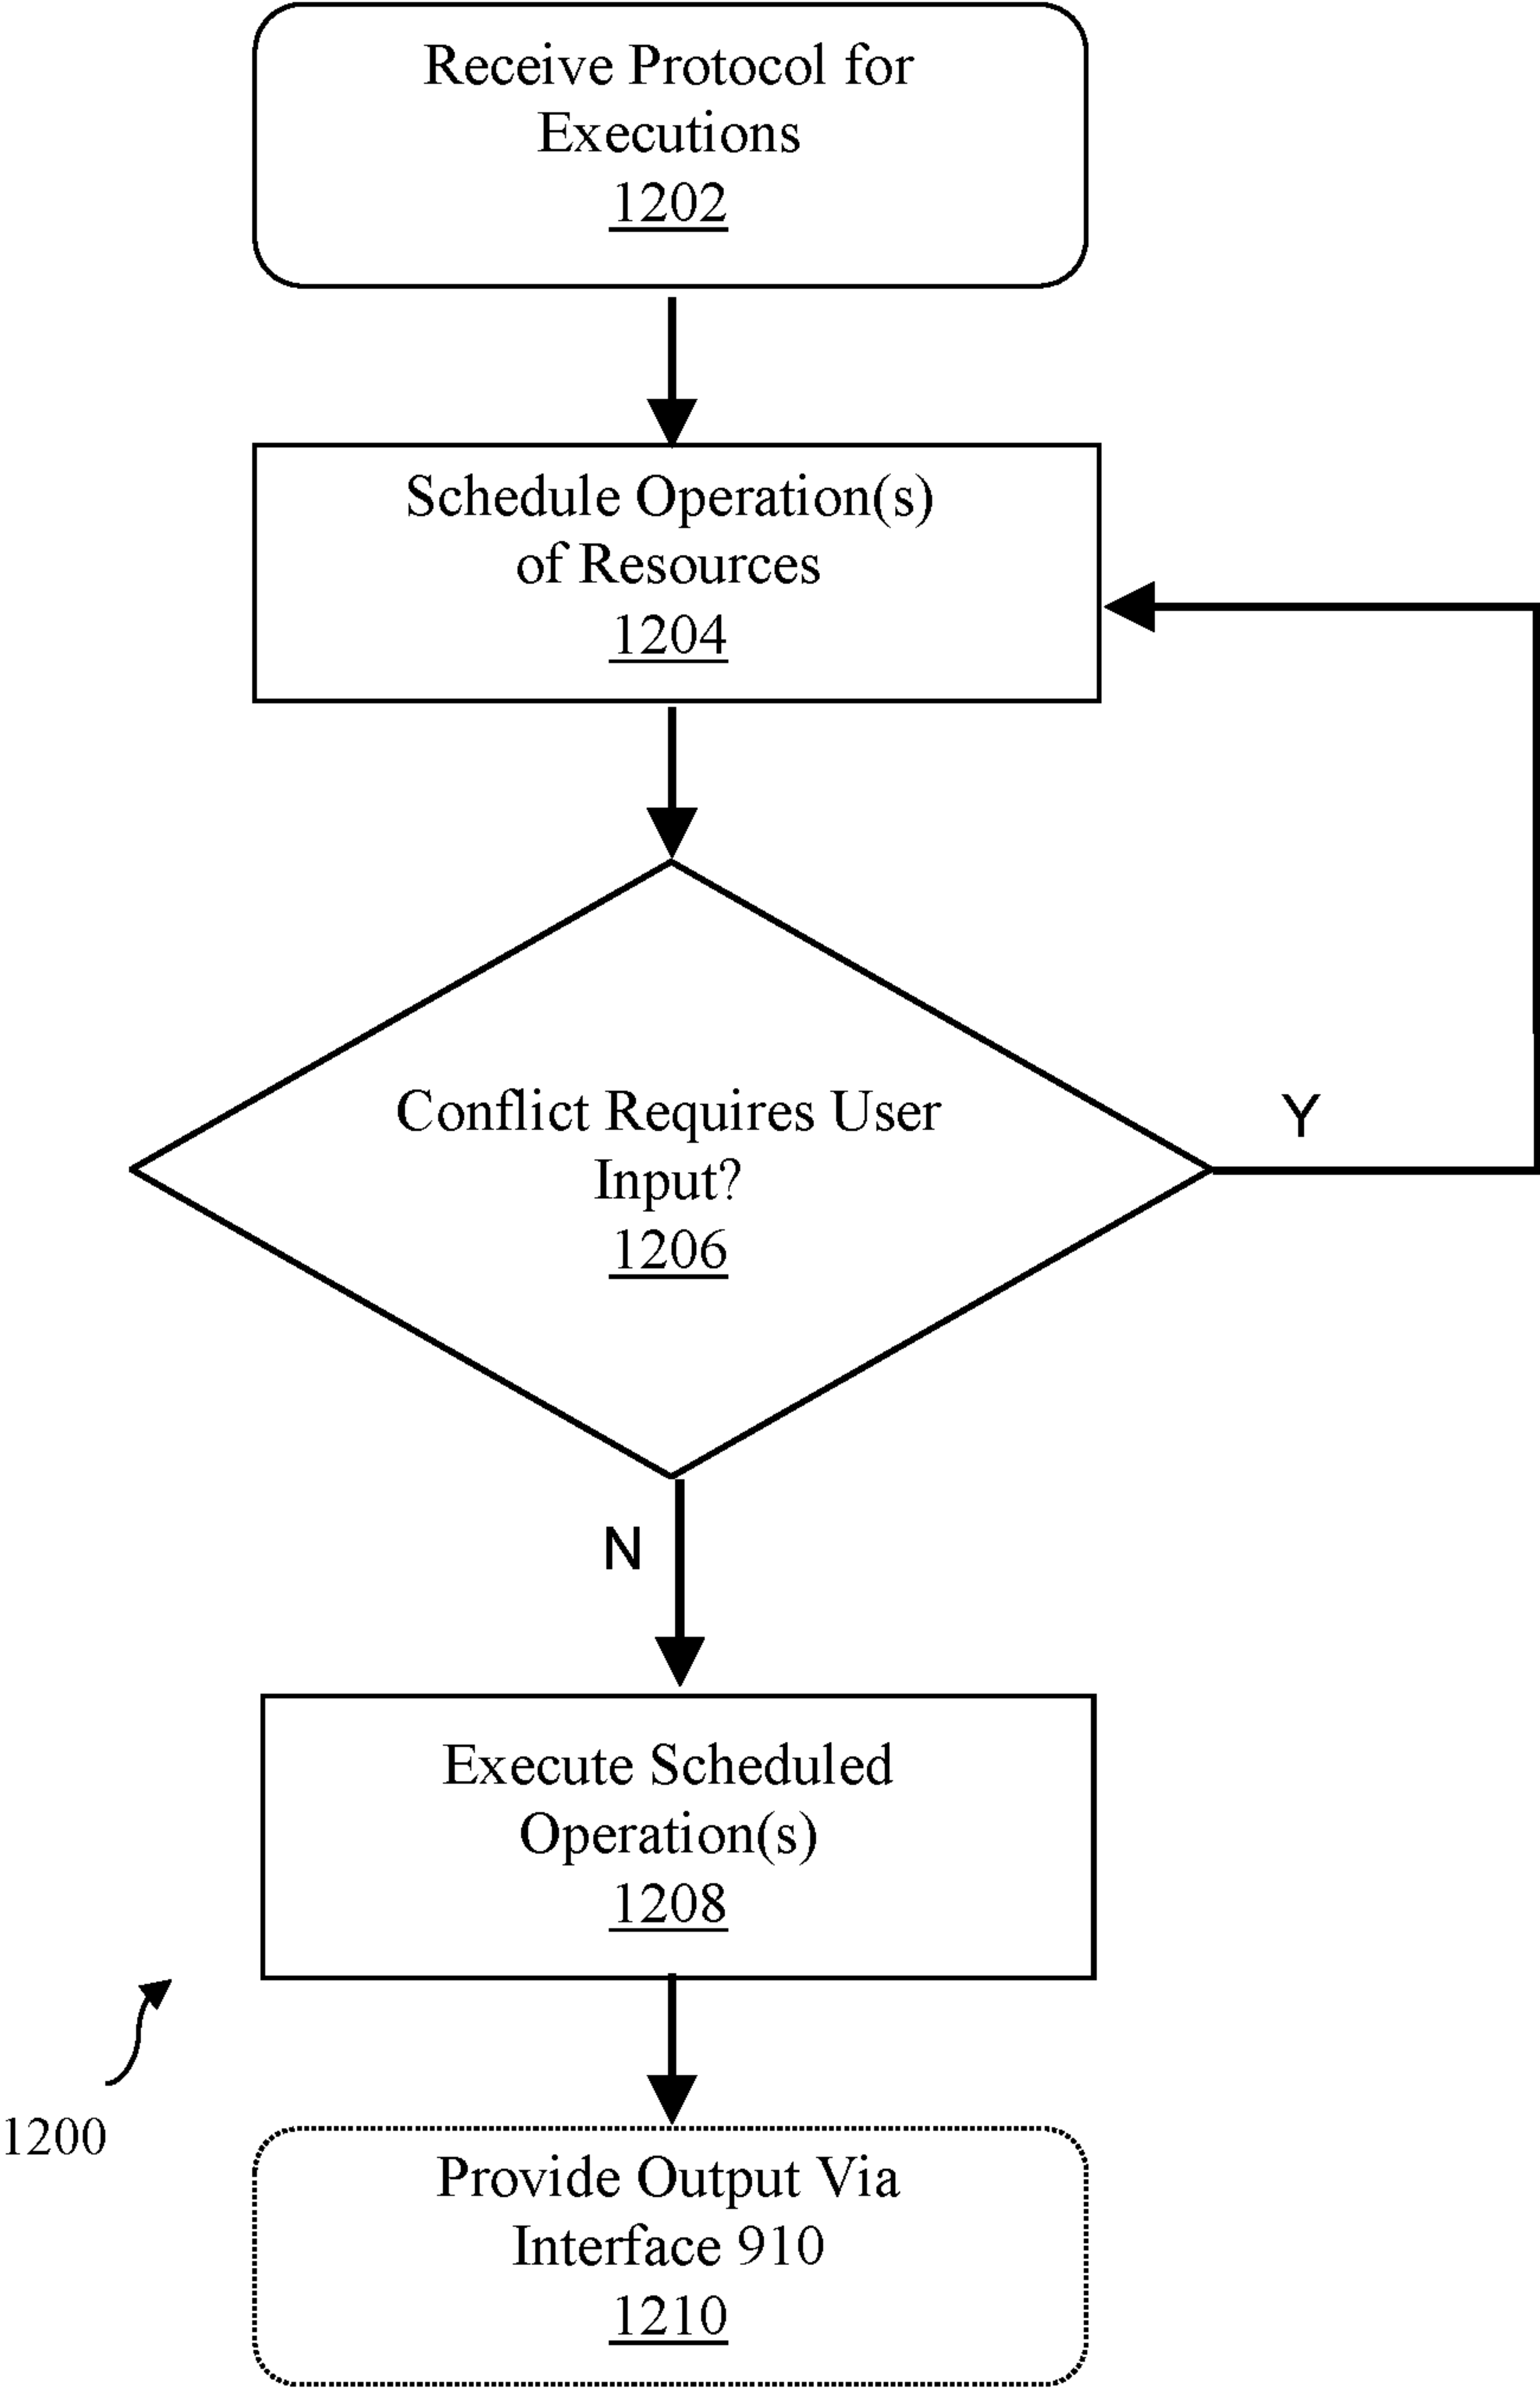 Receive Protocol for
Executions
1202
Schedule Operation(s)
of Resources
1204
Conflict Requires User
Input?
1206
Y
N
Execute Scheduled
Operation(s)
1208
1200
Provide Output Via
Interface 910
1210